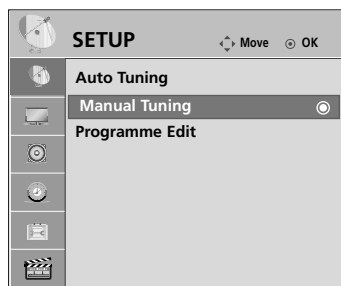 SETUP Move OK
Auto Tuning
Manual Tuning
Programme Edit